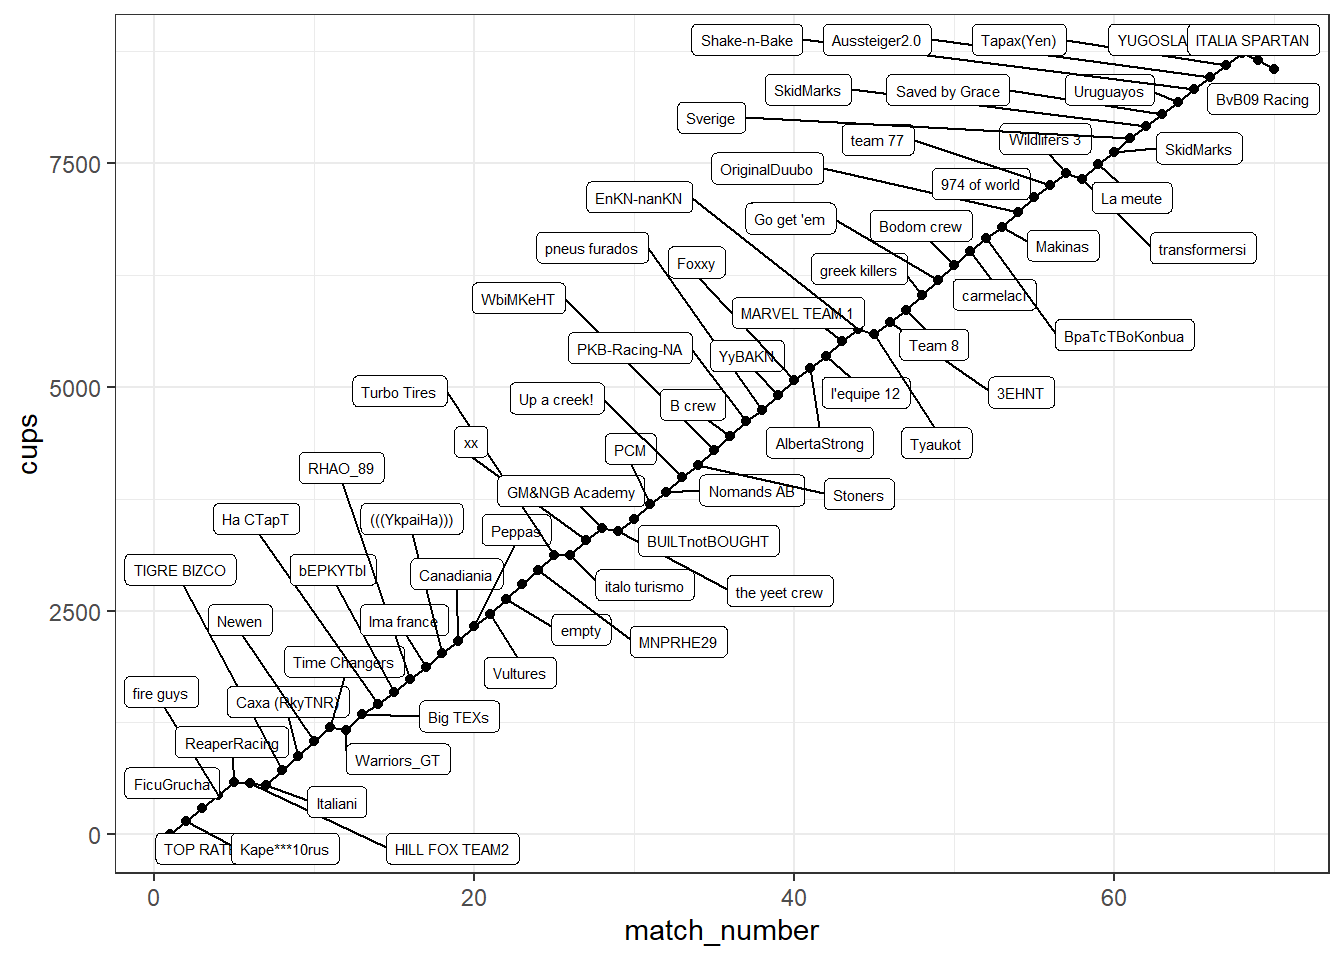 Shake-n-Bake
Aussteiger2.0
Tapax(Yen)
YUGOSLA
ITALIA SPARTAN
SkidMarks
Saved by Grace
Uruguayos
BvB09 Racing
Sverige
team 77
Wildlifers 3
SkidMarks
7500
OriginalDuubo
974 of world
La meute
EnKN-nanKN
Go get 'em
Bodom crew
Makinas
transformersi
pneus furados
Foxxy
greek killers
carmelacr
WbiMKeHT
MARVEL TEAM 1
BpaTcTBoKonbua
PKB-Racing-NA
YyBAKN
Team 8
5000
Turbo Tires
Up a creek!
B crew
l'equipe 12
3EHNT
xx
PCM
AlbertaStrong
Tyaukot
cups
RHAO_89
GM&NGB Academy
Nomands AB
Stoners
Ha CTapT
(((YkpaiHa)))
Peppas
BUILTnotBOUGHT
TIGRE BIZCO
bEPKYTbI
Canadiania
italo turismo
the yeet crew
2500
Newen
Ima france
empty
MNPRHE29
Time Changers
Vultures
fire guys
Caxa (RkyTNR)
Big TEXs
ReaperRacing
Warriors_GT
FicuGrucha
Italiani
0
TOP RATI
Kape***10rus
HILL FOX TEAM2
0
20
40
60
match_number